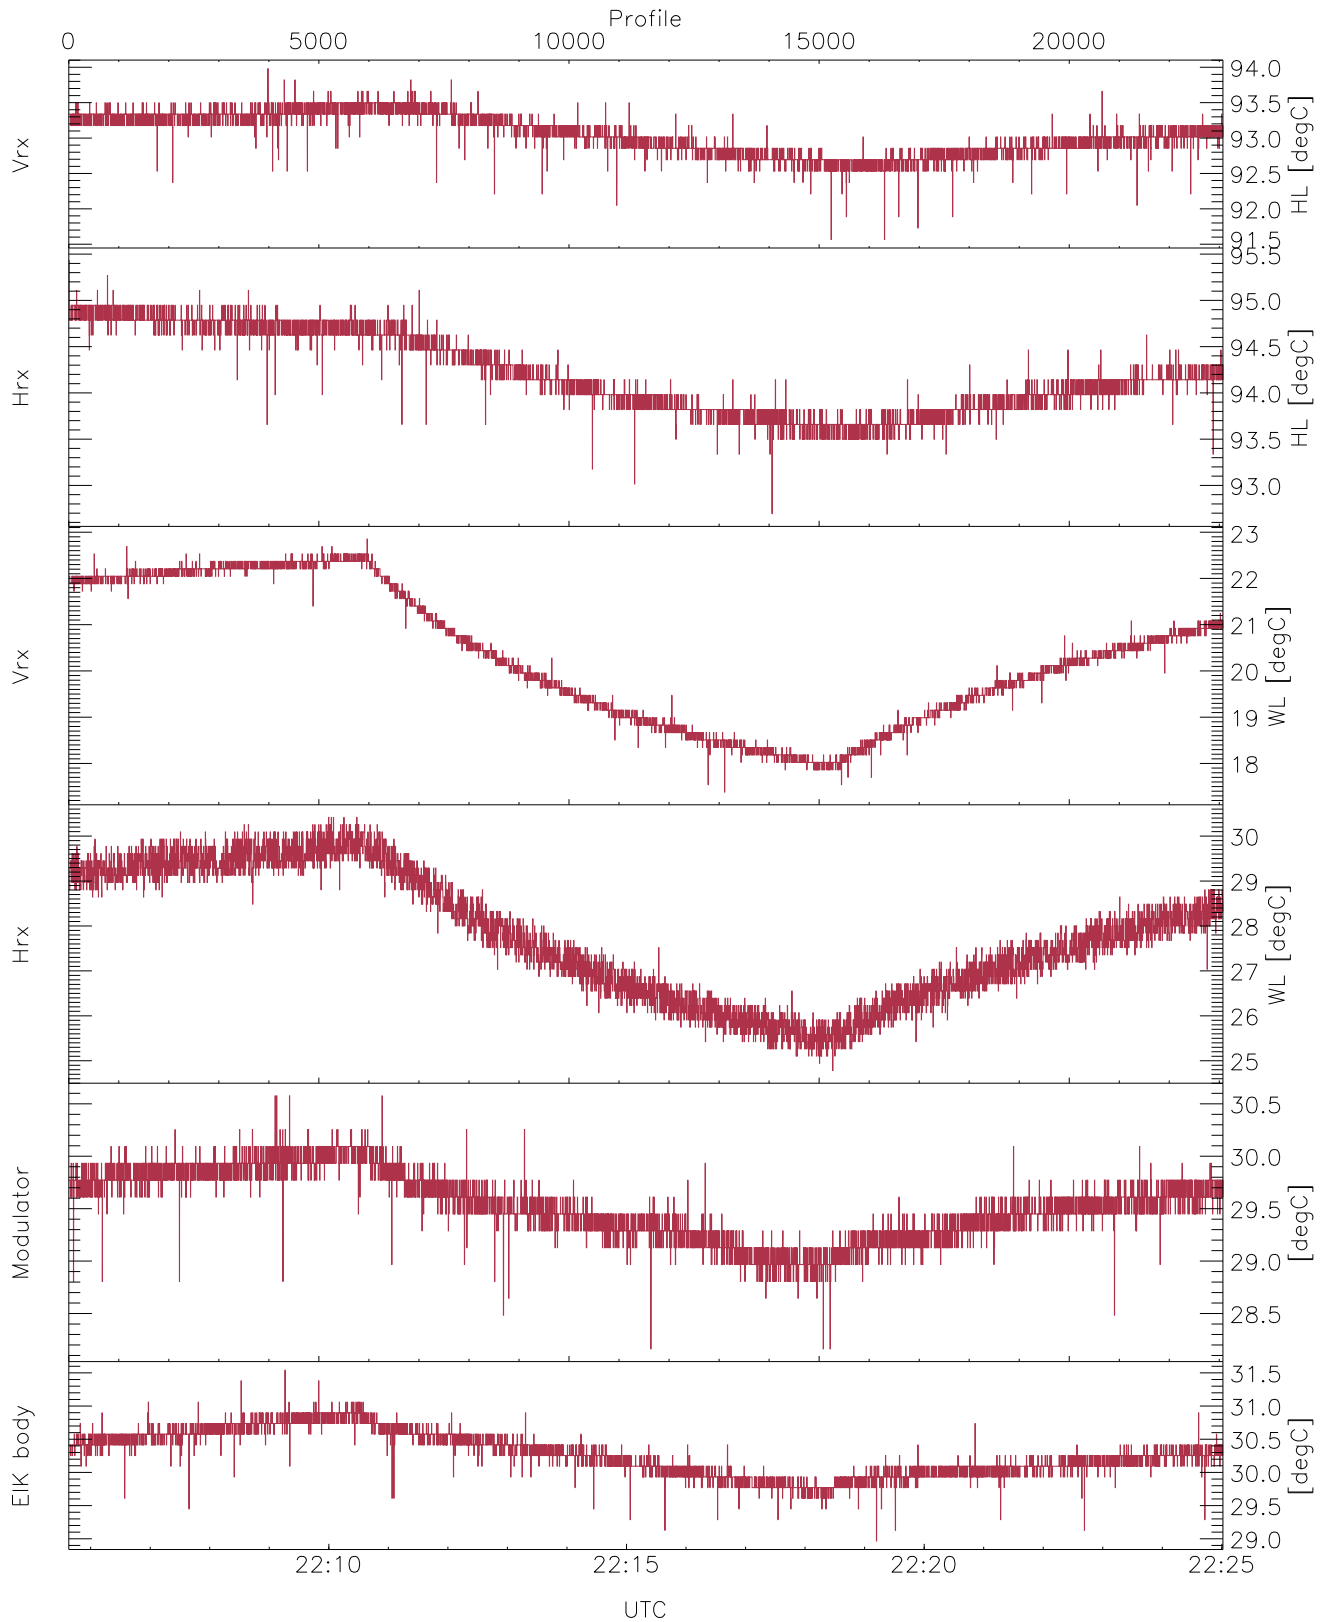 Profile
0 5000 10000 15000 20000
Vrx
94.0
93.5
93.0
92.5
92.0
91.5
HL [degC]
Hrx
95.5
95.0
94.5
94.0
93.5
93.0
HL [degC]
Vrx
23
22
21
20
19
18
WL [degC]
Hrx
30
29
28
27
26
25
WL [degC]
Modulator
30.5
30.0
29.5
29.0
28.5
[degC]
EIK body
31.5
31.0
30.5
30.0
29.5
29.0
[degC]
22:10 22:15 22:20 22:25
UTC